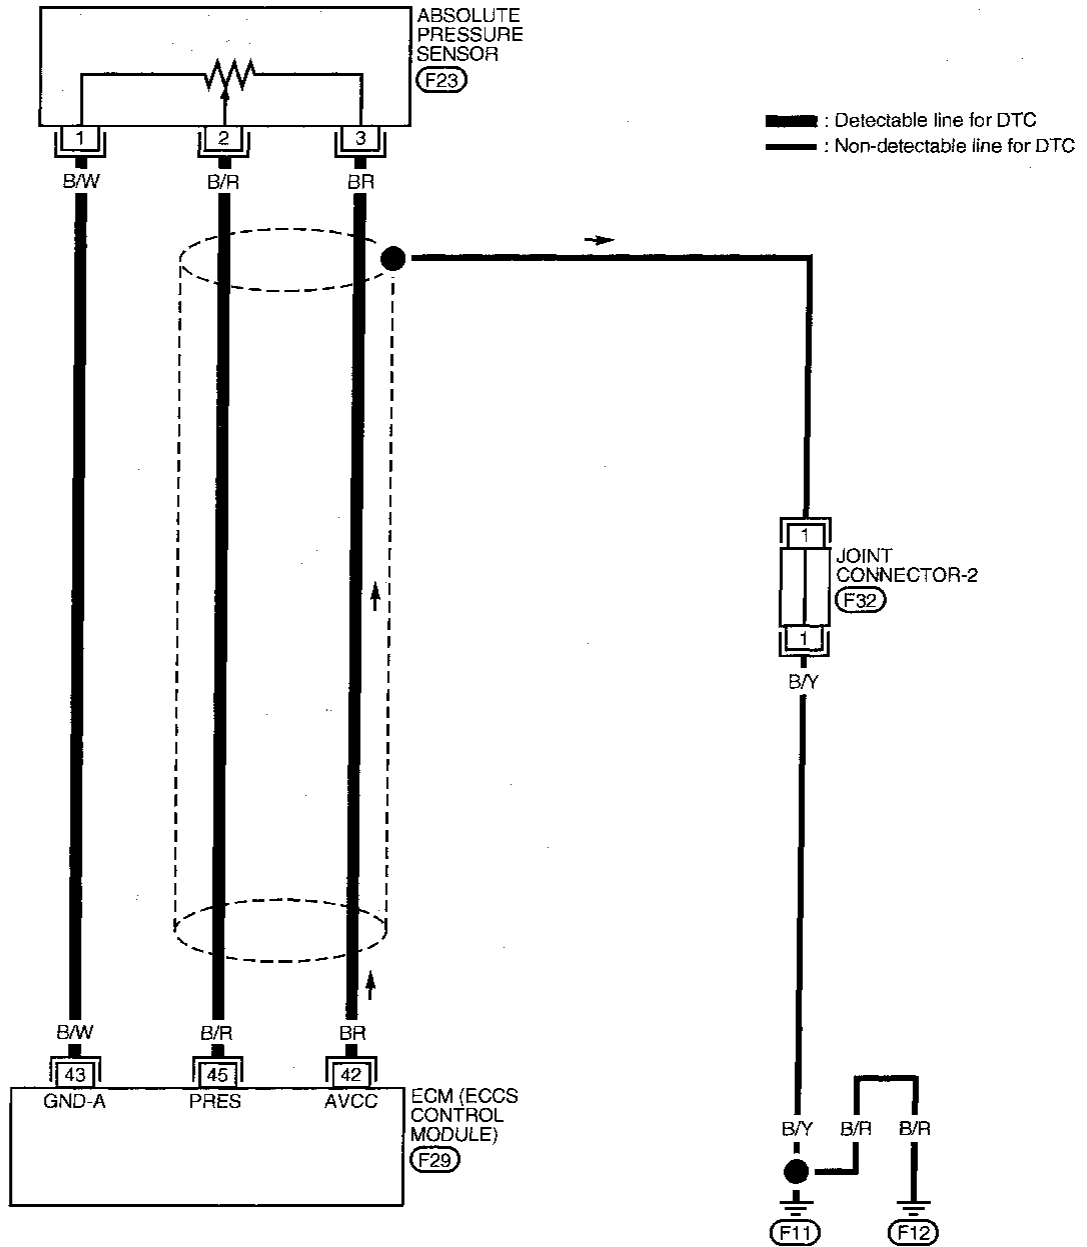 ABSOLUTE
PRESSURE
SENSOR
F23
1 2 3
B/W B/R BR
: Detectable line for DTC
: Non-detectable line for DTC
1
JOINT
CONNECTOR-2
F32
1
B/Y
B/W B/R BR
43 45 42
GND-A PRES AVCC
ECM (ECCS
CONTROL
MODULE)
F29
B/Y B/R B/R
F11 F12